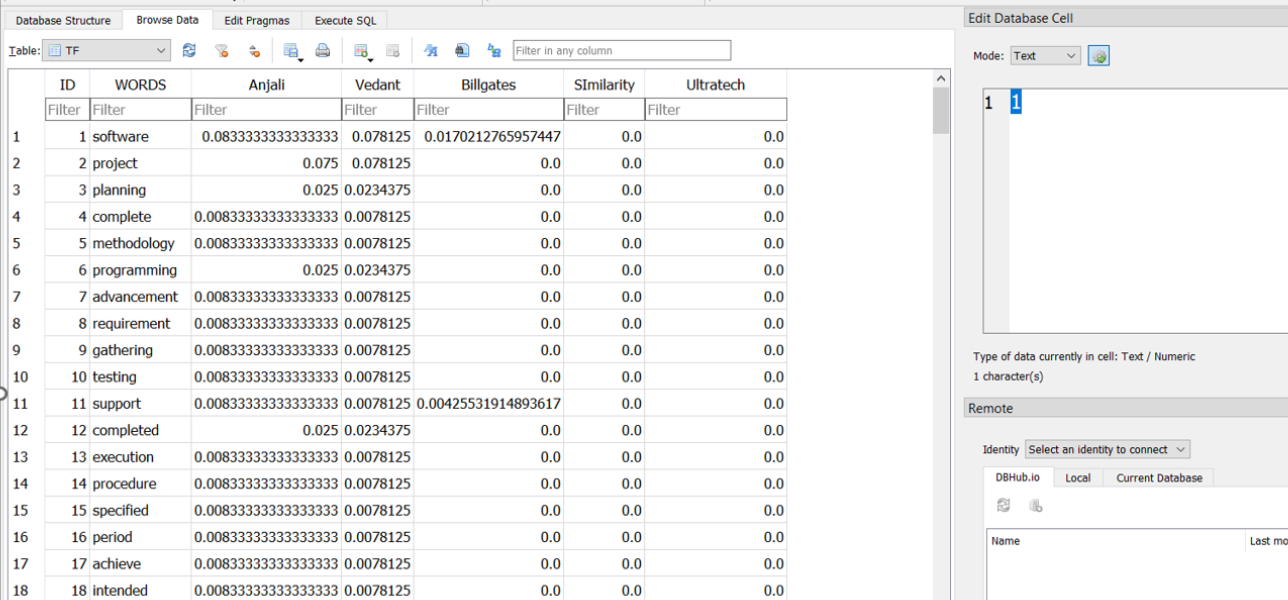 Database Structure Browse Data Edit Pragmas Execute SQL
Table: TF Filter in any column
ID WORDS Anjali Vedant Billgates SImilarity Ultratech
Filter Filter Filter Filter Filter Filter Filter
1 1 software 0.0833333333333333 0.078125 0.0170212765957447 0.0 0.0
2 2 project 0.075 0.078125 0.0 0.0 0.0
3 3 planning 0.025 0.0234375 0.0 0.0 0.0
4 4 complete 0.00833333333333333 0.0078125 0.0 0.0 0.0
5 5 methodology 0.00833333333333333 0.0078125 0.0 0.0 0.0
6 6 programming 0.025 0.0234375 0.0 0.0 0.0
7 7 advancement 0.00833333333333333 0.0078125 0.0 0.0 0.0
8 8 requirement 0.00833333333333333 0.0078125 0.0 0.0 0.0
9 9 gathering 0.00833333333333333 0.0078125 0.0 0.0 0.0
10 10 testing 0.00833333333333333 0.0078125 0.0 0.0 0.0
11 11 support 0.00833333333333333 0.0078125 0.00425531914893617 0.0 0.0
12 12 completed 0.025 0.0234375 0.0 0.0 0.0
13 13 execution 0.00833333333333333 0.0078125 0.0 0.0 0.0
14 14 procedure 0.00833333333333333 0.0078125 0.0 0.0 0.0
15 15 specified 0.00833333333333333 0.0078125 0.0 0.0 0.0
16 16 period 0.00833333333333333 0.0078125 0.0 0.0 0.0
17 17 achieve 0.00833333333333333 0.0078125 0.0 0.0 0.0
18 18 intended 0.00833333333333333 0.0078125 0.0 0.0 0.0
Edit Database Cell
Mode: Text
1 1
Type of data currently in cell: Text / Numeric
1 character(s)
Remote
Identity Select an identity to connect
DBHub.io Local Current Database
Name Last mo